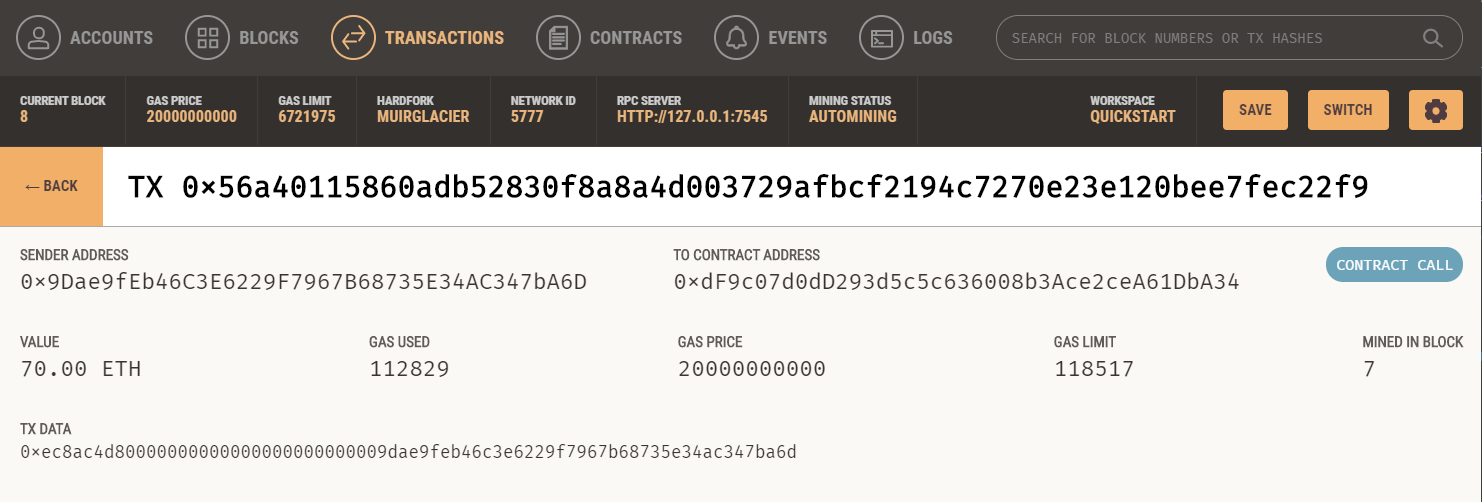 ACCOUNTS BLOCKS TRANSACTIONS CONTRACTS EVENTS LOGS SEARCH FOR BLOCK NUMBERS OR TX HASHES
CURRENT BLOCK GAS PRICE GAS LIMIT HARDFORK NETWORK ID RPC SERVER MINING STATUS WORKSPACE
8 20000000000 6721975 MUIRGLACIER 5777 HTTP://127.0.0.1:7545 AUTOMINING QUICKSTART SAVE SWITCH
← BACK TX 0×56a40115860adb52830f8a8a4d003729afbcf2194c7270e23e120bee7fec22f9
SENDER ADDRESS TO CONTRACT ADDRESS
0×9Dae9fEb46C3E6229F7967B68735E34AC347bA6D 0×dF9c07d0dD293d5c5c636008b3Ace2ceA61DbA34 CONTRACT CALL
VALUE GAS USED GAS PRICE GAS LIMIT MINED IN BLOCK
70.00 ETH 112829 20000000000 118517 7
TX DATA
0×ec8ac4d80000000000000000000000009dae9feb46c3e6229f7967b68735e34ac347ba6d